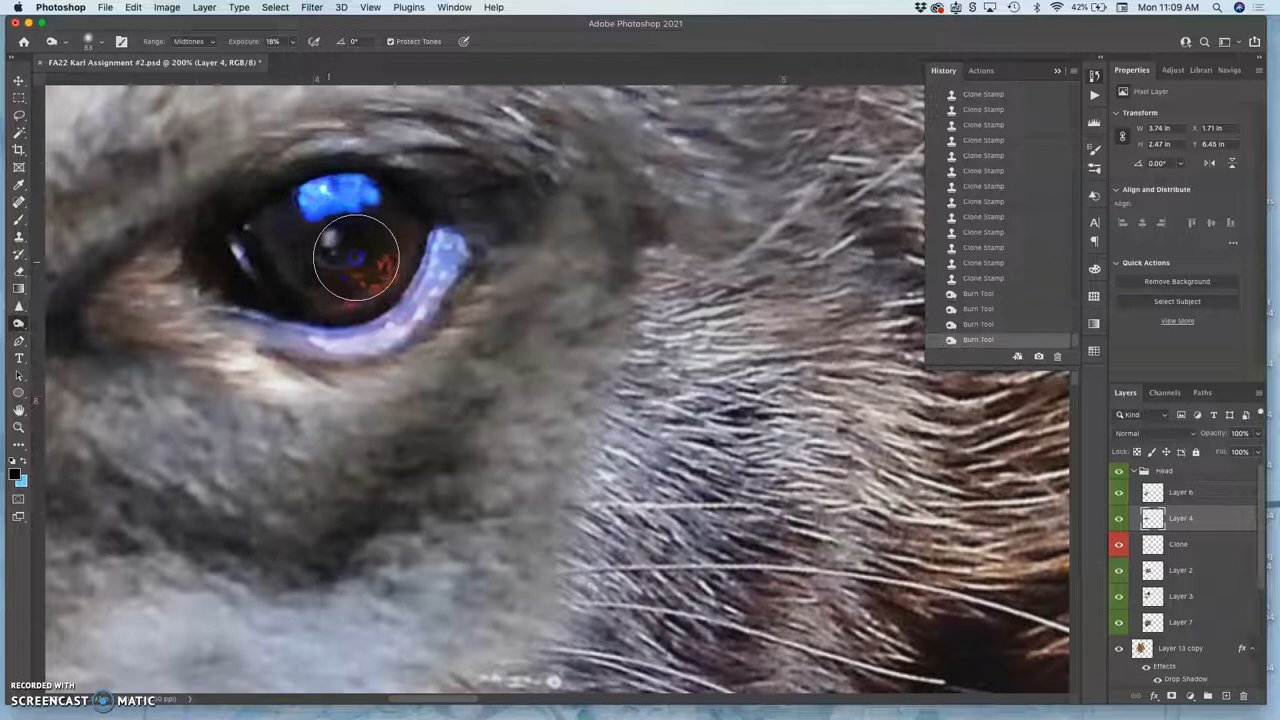 Photoshop File Edit Image Layer Type Select Filter 3D View Plugins Window Help 42% Mon 11:09 AM
Adobe Photoshop 2021
83 Range: Midtones Exposure: 18% 0° Protect Tones
× FA22 Karl Assignment #2.psd @ 200% (Layer 4, RGB/8) *
4 5
6
History Actions
Clone Stamp
Clone Stamp
Clone Stamp
Clone Stamp
Clone Stamp
Clone Stamp
Clone Stamp
Clone Stamp
Clone Stamp
Clone Stamp
Clone Stamp
Clone Stamp
Clone Stamp
Burn Tool
Burn Tool
Burn Tool
Burn Tool
Properties Adjust Librari Naviga
Pixel Layer
Transform
W 3.74 in X 1.71 in
H 2.47 in Y 6.45 in
0.00°
Align and Distribute
Align:
Quick Actions
Remove Background
Select Subject
View More
Layers Channels Paths
Kind
Normal Opacity: 100%
Lock: Fill: 100%
Head
Layer 6
Layer 4
Clone
Layer 2
Layer 3
Layer 7
Layer 13 copy fx
Effects
Drop Shadow
RECORDED WITH
SCREENCAST MATIC